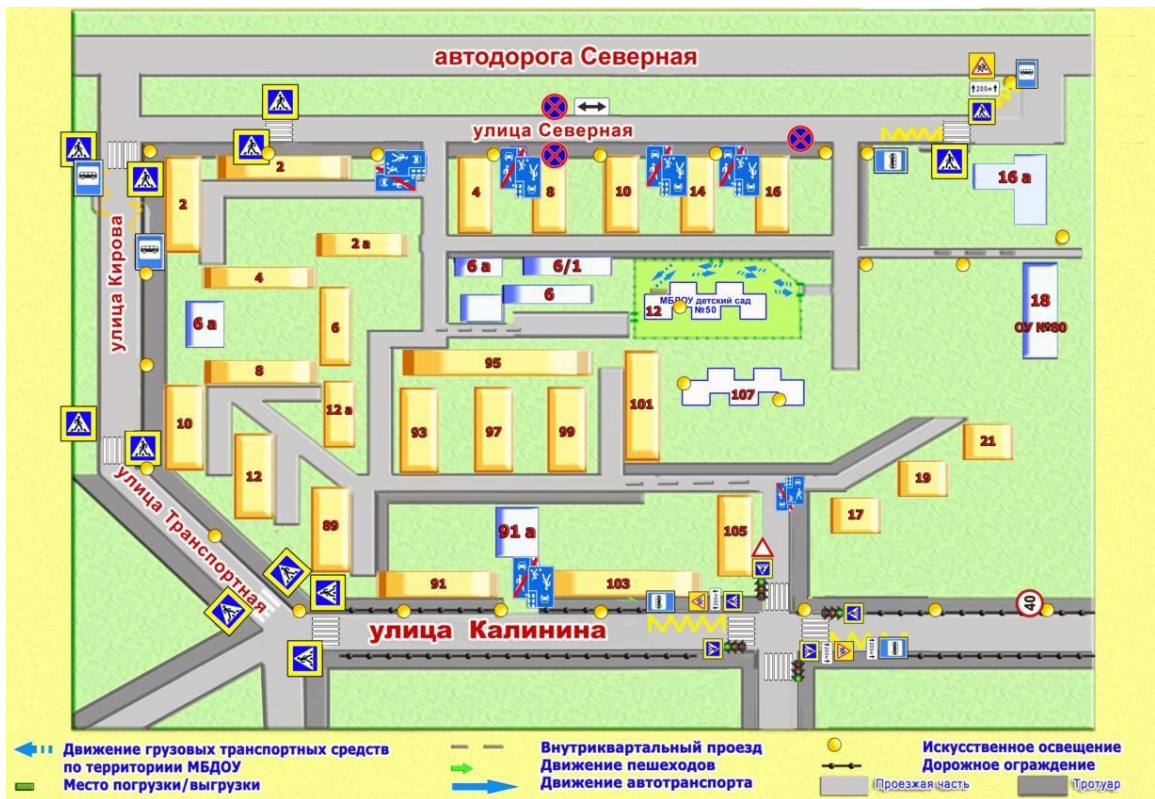 автодорога Северная
↑200м↑
улица Северная
2
2
4
8
10
14
16
16 а
2 а
улица Кирова
4
6 а
6/1
6
6 а
6
МБДОУ детский сад
№50
12
18
ОУ №80
8
95
101
107
10
12 а
93
97
99
21
12
19
улица Транспортная
89
91 а
105
17
91
103
40
улица Калинина
Движение грузовых транспортных средств
по территориии МБДОУ
Место погрузки/выгрузки
Внутриквартальный проезд
Движение пешеходов
Движение автотранспорта
Искусственное освещение
Дорожное ограждение
Проезжая часть
Тротуар